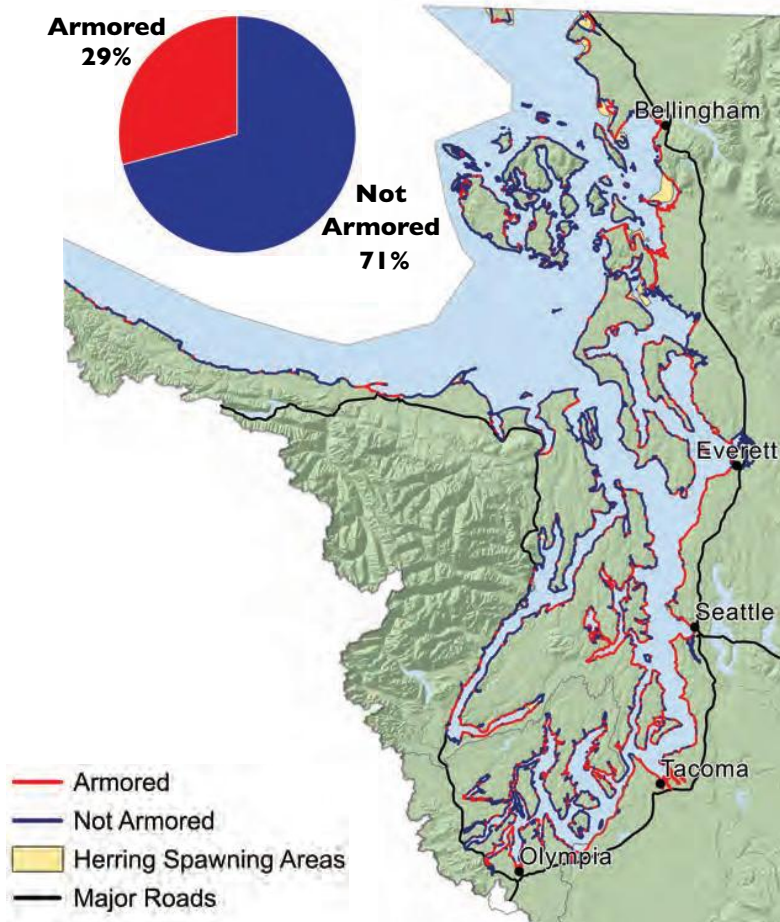 Armored
29%
Not
Armored
71%
Bellingham
Everett
Seattle
Tacoma
Olympia
Armored
Not Armored
Herring Spawning Areas
Major Roads